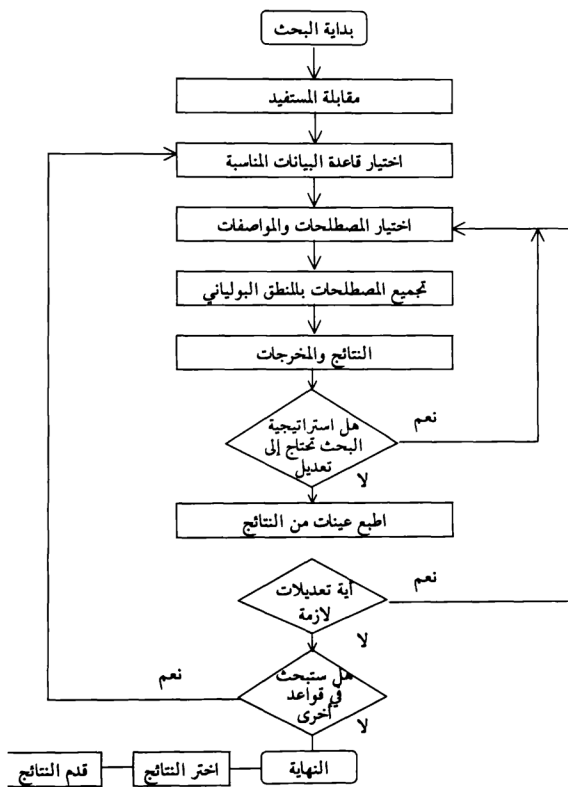 بداية البحث
مقابلة المستفيد
اختيار قاعدة البيانات المناسبة
اختيار المصطلحات والمواصفات
تجميع المصطلحات بالمنطق البولياني
النتائج والمخرجات
هل استراتيجية
البحث تحتاج إلى
تعديل
نعم
لا
اطبع عينات من النتائج
أية تعديلات
لازمة
نعم
لا
هل ستبحث
في قواعد
أخرى
نعم
لا
النهاية
اختر النتائج
قدم النتائج